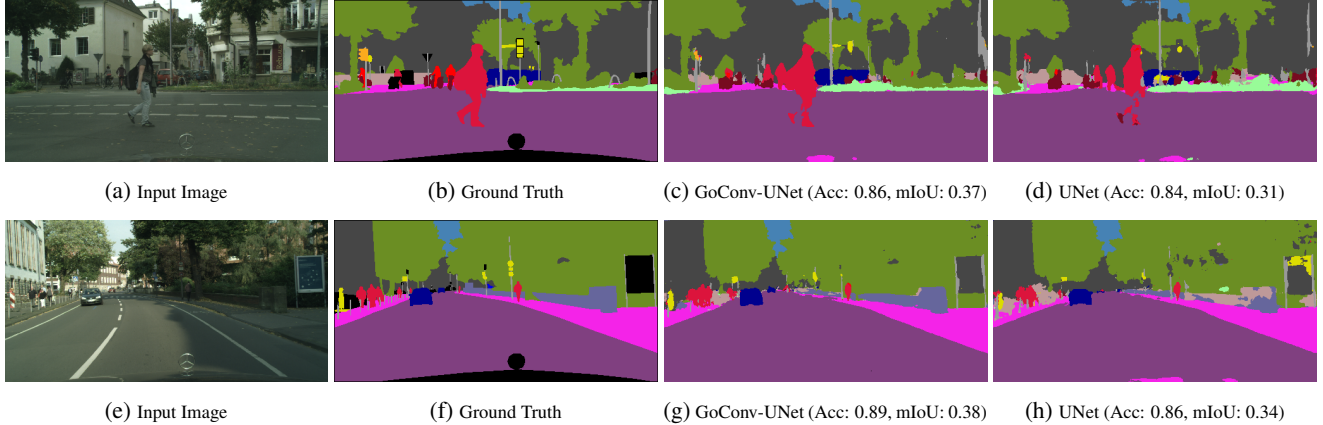 (a) Input Image
(b) Ground Truth
(c) GoConv-UNet (Acc: 0.86, mIoU: 0.37)
(d) UNet (Acc: 0.84, mIoU: 0.31)
(e) Input Image
(f) Ground Truth
(g) GoConv-UNet (Acc: 0.89, mIoU: 0.38)
(h) UNet (Acc: 0.86, mIoU: 0.34)